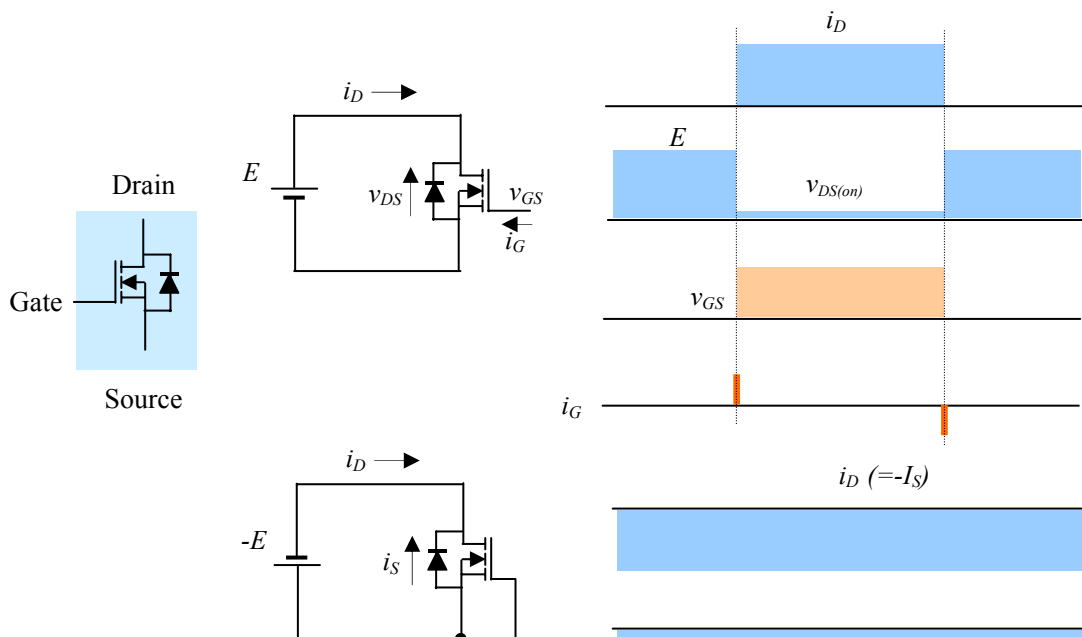 Drain
Gate
Source
i_D
E
v_DS
v_GS
i_G
i_D
E
v_DS(on)
v_GS
i_G
i_D
-E
i_S
i_D (=-I_S)